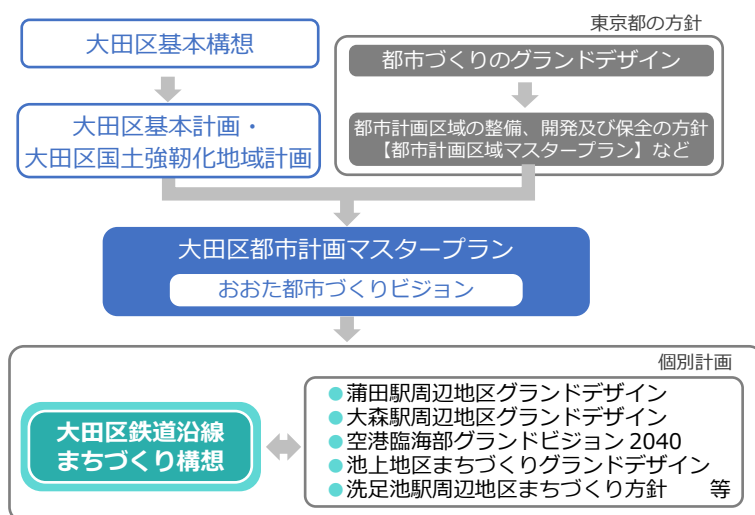 大田区基本構想
大田区基本計画・
大田区国土強靭化地域計画
東京都の方針
都市づくりのグランドデザイン
都市計画区域の整備、開発及び保全の方針
【都市計画区域マスタープラン】など
大田区都市計画マスタープラン
おおた都市づくりビジョン
個別計画
大田区鉄道沿線
まちづくり構想
●蒲田駅周辺地区グランドデザイン
●大森駅周辺地区グランドデザイン
●空港臨海部グランドビジョン 2040
●池上地区まちづくりグランドデザイン
●洗足池駅周辺地区まちづくり方針　等